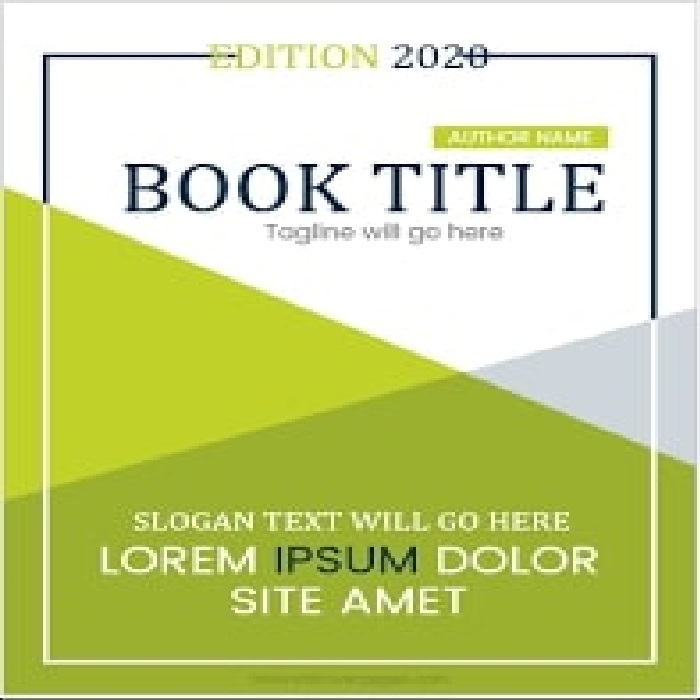 EDITION 2020
AUTHOR NAME
BOOK TITLE
Tagline will go here
SLOGAN TEXT WILL GO HERE
LOREM IPSUM DOLOR
SITE AMET